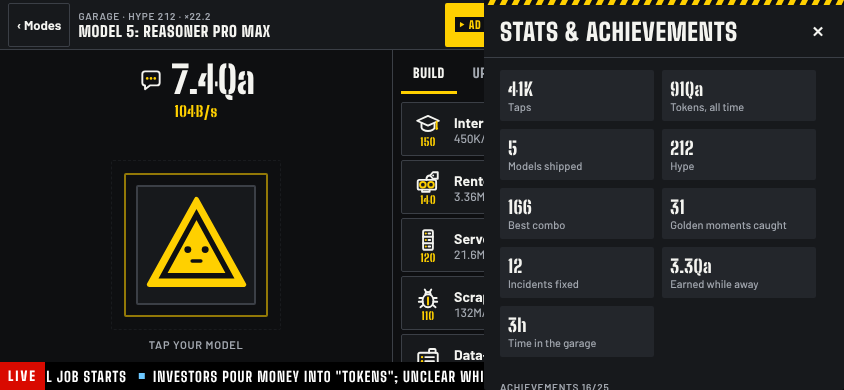 ‹ Modes
GARAGE · HYPE 212 · ×22.2
MODEL 5: REASONER PRO MAX
AD
7.4Qa
104B/s
TAP YOUR MODEL
BUILD
150
450K/
140
3.36M
120
21.6M
110
132M/
LIVE
JOB STARTS ▪ INVESTORS POUR MONEY INTO "TOKENS"; UNCLEAR
STATS & ACHIEVEMENTS
×
41K
Taps
91Qa
Tokens, all time
5
Models shipped
212
Hype
166
Best combo
31
Golden moments caught
12
Incidents fixed
3.3Qa
Earned while away
3h
Time in the garage
ACHIEVEMENTS 16/25